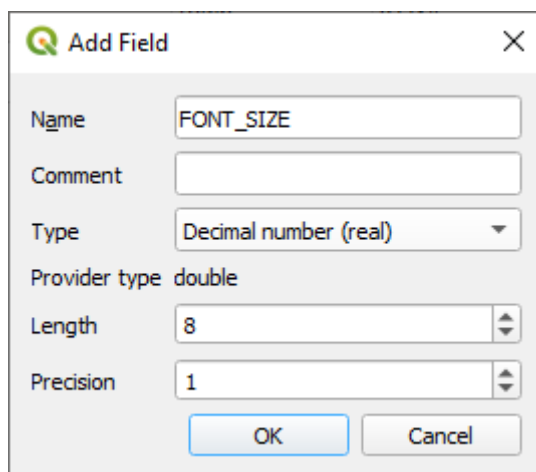 Add Field
Name FONT_SIZE
Comment
Type Decimal number (real)
Provider type double
Length 8
Precision 1
OK Cancel